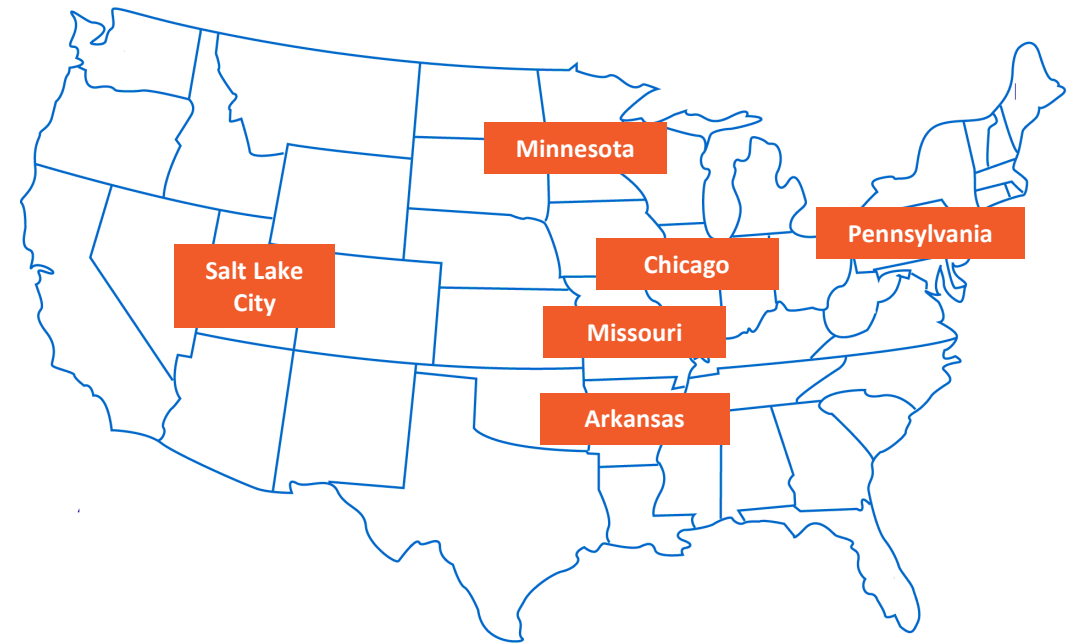 Minnesota
Pennsylvania
Chicago
Salt Lake
City
Missouri
Arkansas